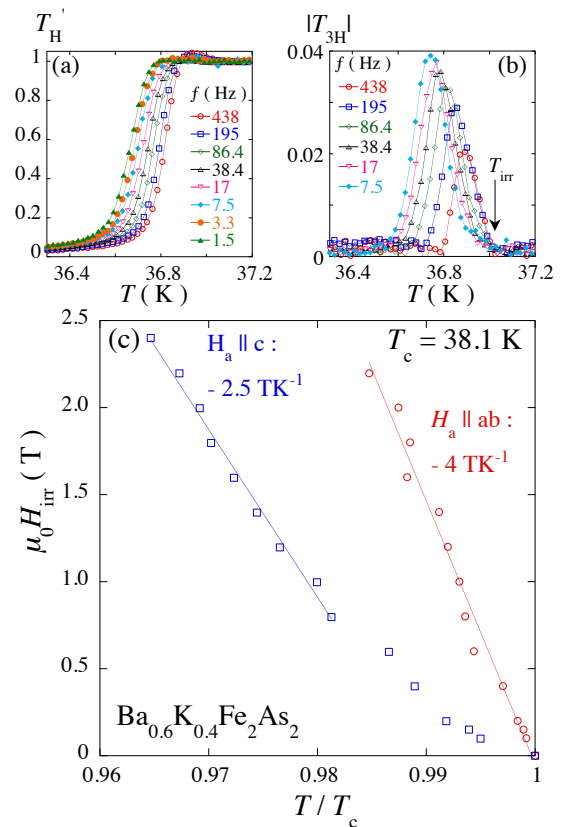 T_H'
|T_3H|
(a)
f ( Hz)
438
195
86.4
38.4
17
7.5
3.3
1.5
1
0.8
0.6
0.4
0.2
0
36.4 36.8 37.2
T ( K )
(b)
f ( Hz)
438
195
86.4
38.4
17
7.5
T_irr
0.04
0.02
0
36.4 36.8 37.2
T ( K )
(c)
H_a || c :
- 2.5 TK⁻¹
T_c = 38.1 K
H_a || ab :
- 4 TK⁻¹
μ₀H_irr ( T )
2.5
2.0
1.5
1.0
0.5
0
Ba_0.6K_0.4Fe_2As_2
0.96 0.97 0.98 0.99 1
T / T_c